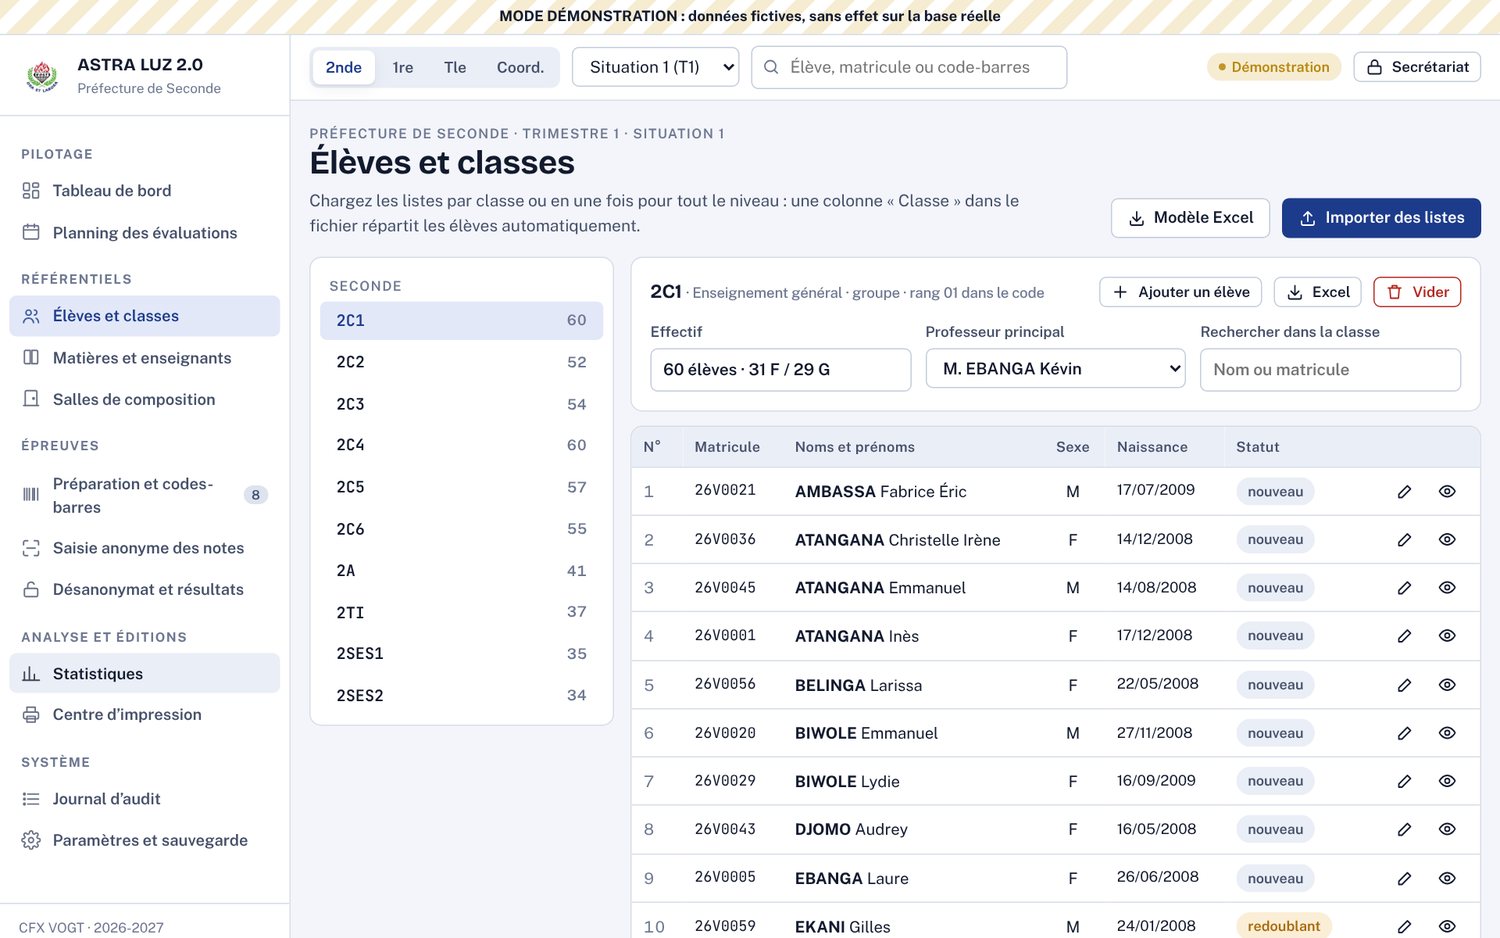 MODE DÉMONSTRATION : données fictives, sans effet sur la base réelle
ASTRA LUZ 2.0
Préfecture de Seconde
2nde 1re Tle Coord.
Situation 1 (T1)
Élève, matricule ou code-barres
Démonstration
Secrétariat
PILOTAGE
Tableau de bord
Planning des évaluations
RÉFÉRENTIELS
Élèves et classes
Matières et enseignants
Salles de composition
ÉPREUVES
Préparation et codes-
barres
8
Saisie anonyme des notes
Désanonymat et résultats
ANALYSE ET ÉDITIONS
Statistiques
Centre d'impression
SYSTÈME
Journal d'audit
Paramètres et sauvegarde
CFX VOGT · 2026-2027
PRÉFECTURE DE SECONDE · TRIMESTRE 1 · SITUATION 1
Élèves et classes
Chargez les listes par classe ou en une fois pour tout le niveau : une colonne « Classe » dans le
fichier répartit les élèves automatiquement.
Modèle Excel
Importer des listes
SECONDE
2C1 60
2C2 52
2C3 54
2C4 60
2C5 57
2C6 55
2A 41
2TI 37
2SES1 35
2SES2 34
2C1 · Enseignement général · groupe · rang 01 dans le code
Ajouter un élève
Excel
Vider
Effectif
60 élèves · 31 F / 29 G
Professeur principal
M. EBANGA Kévin
Rechercher dans la classe
Nom ou matricule
N° Matricule Noms et prénoms Sexe Naissance Statut
1 26V0021 AMBASSA Fabrice Éric M 17/07/2009 nouveau
2 26V0036 ATANGANA Christelle Irène F 14/12/2008 nouveau
3 26V0045 ATANGANA Emmanuel M 14/08/2008 nouveau
4 26V0001 ATANGANA Inès F 17/12/2008 nouveau
5 26V0056 BELINGA Larissa F 22/05/2008 nouveau
6 26V0020 BIWOLE Emmanuel M 27/11/2008 nouveau
7 26V0029 BIWOLE Lydie F 16/09/2009 nouveau
8 26V0043 DJOMO Audrey F 16/05/2008 nouveau
9 26V0005 EBANGA Laure F 26/06/2008 nouveau
10 26V0059 EKANI Gilles M 24/01/2008 redoublant